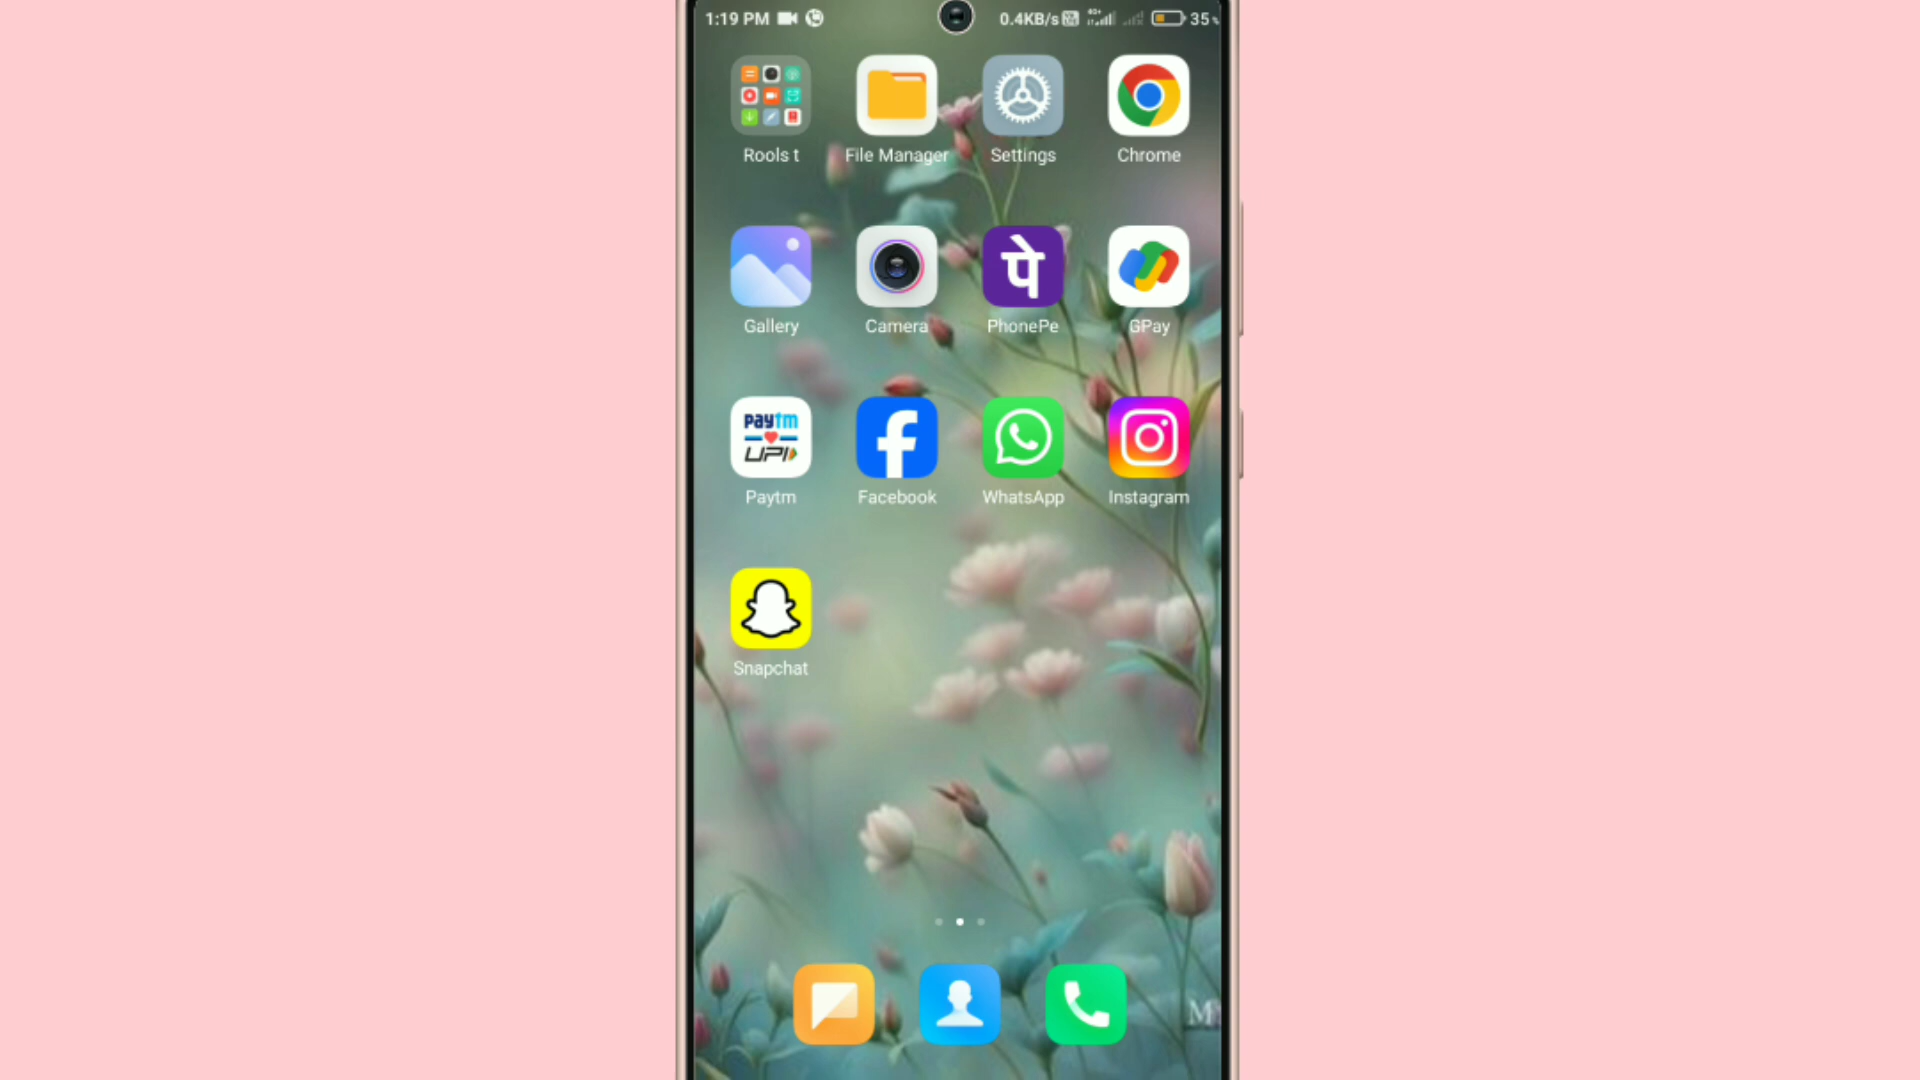 1:19 PM 0.4KB/s 4G+ 35
Rools t File Manager Settings Chrome
पे
Gallery Camera PhonePe GPay
paytm
UPI
Paytm Facebook WhatsApp Instagram
Snapchat
M